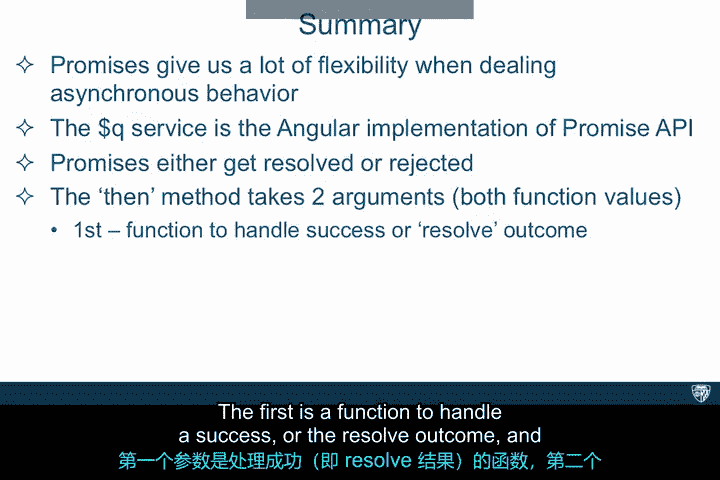 Summary
Promises give us a lot of flexibility when dealing
asynchronous behavior
The $q service is the Angular implementation of Promise API
Promises either get resolved or rejected
The ‘then’ method takes 2 arguments (both function values)
• 1st – function to handle success or ‘resolve’ outcome
The first is a function to handle
a success, or the resolve outcome, and
第一个参数是处理成功（即 resolve 结果）的函数，第二个